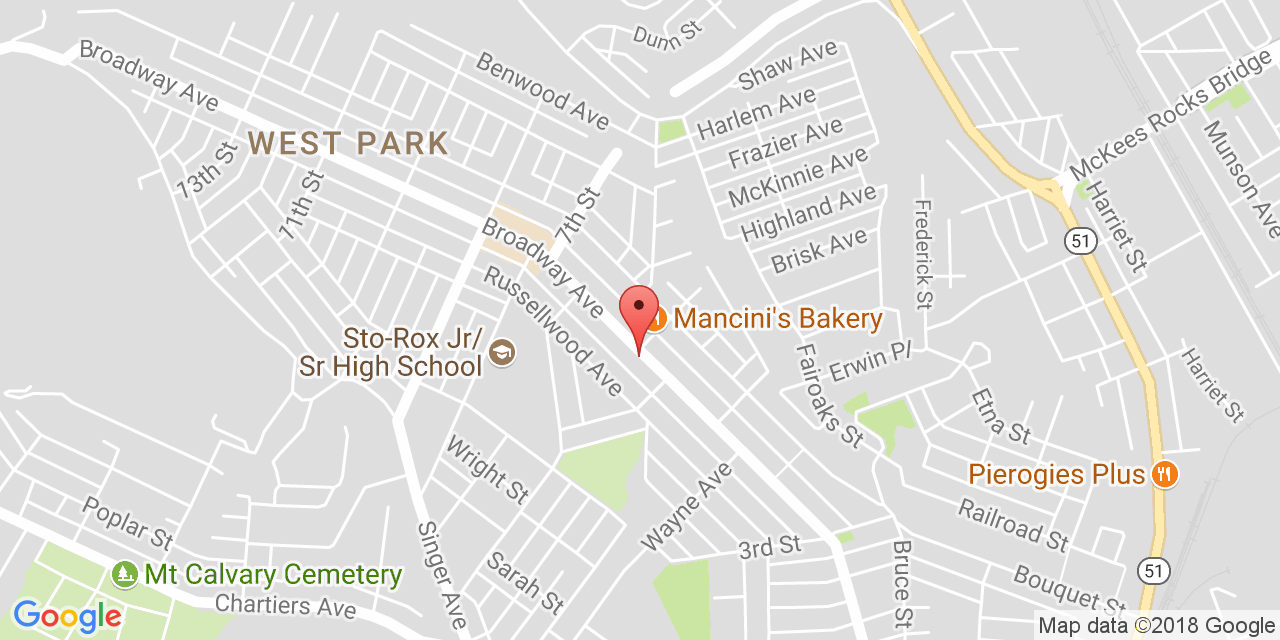 Dunn St
Shaw Ave
Broadway Ave
Benwood Ave
Harlem Ave
McKees Rocks Bridge
WEST PARK
Frazier Ave
Munson Ave
73th St
McKinnie Ave
71th St
7th St
Highland Ave
Frederick St
Harriet St
Broadway Ave
Brisk Ave
51
Russellwood Ave
Mancini's Bakery
Sto-Rox Jr/
Sr High School
Fairoaks St
Erwin Pl
Harriet St
Etna St
Wright St
Pierogies Plus
Wayne Ave
Poplar St
Railroad St
Singer Ave
3rd St
Bruce St
Sarah St
Mt Calvary Cemetery
51
Bouquet St
Chartiers Ave
Google
Map data ©2018 Google